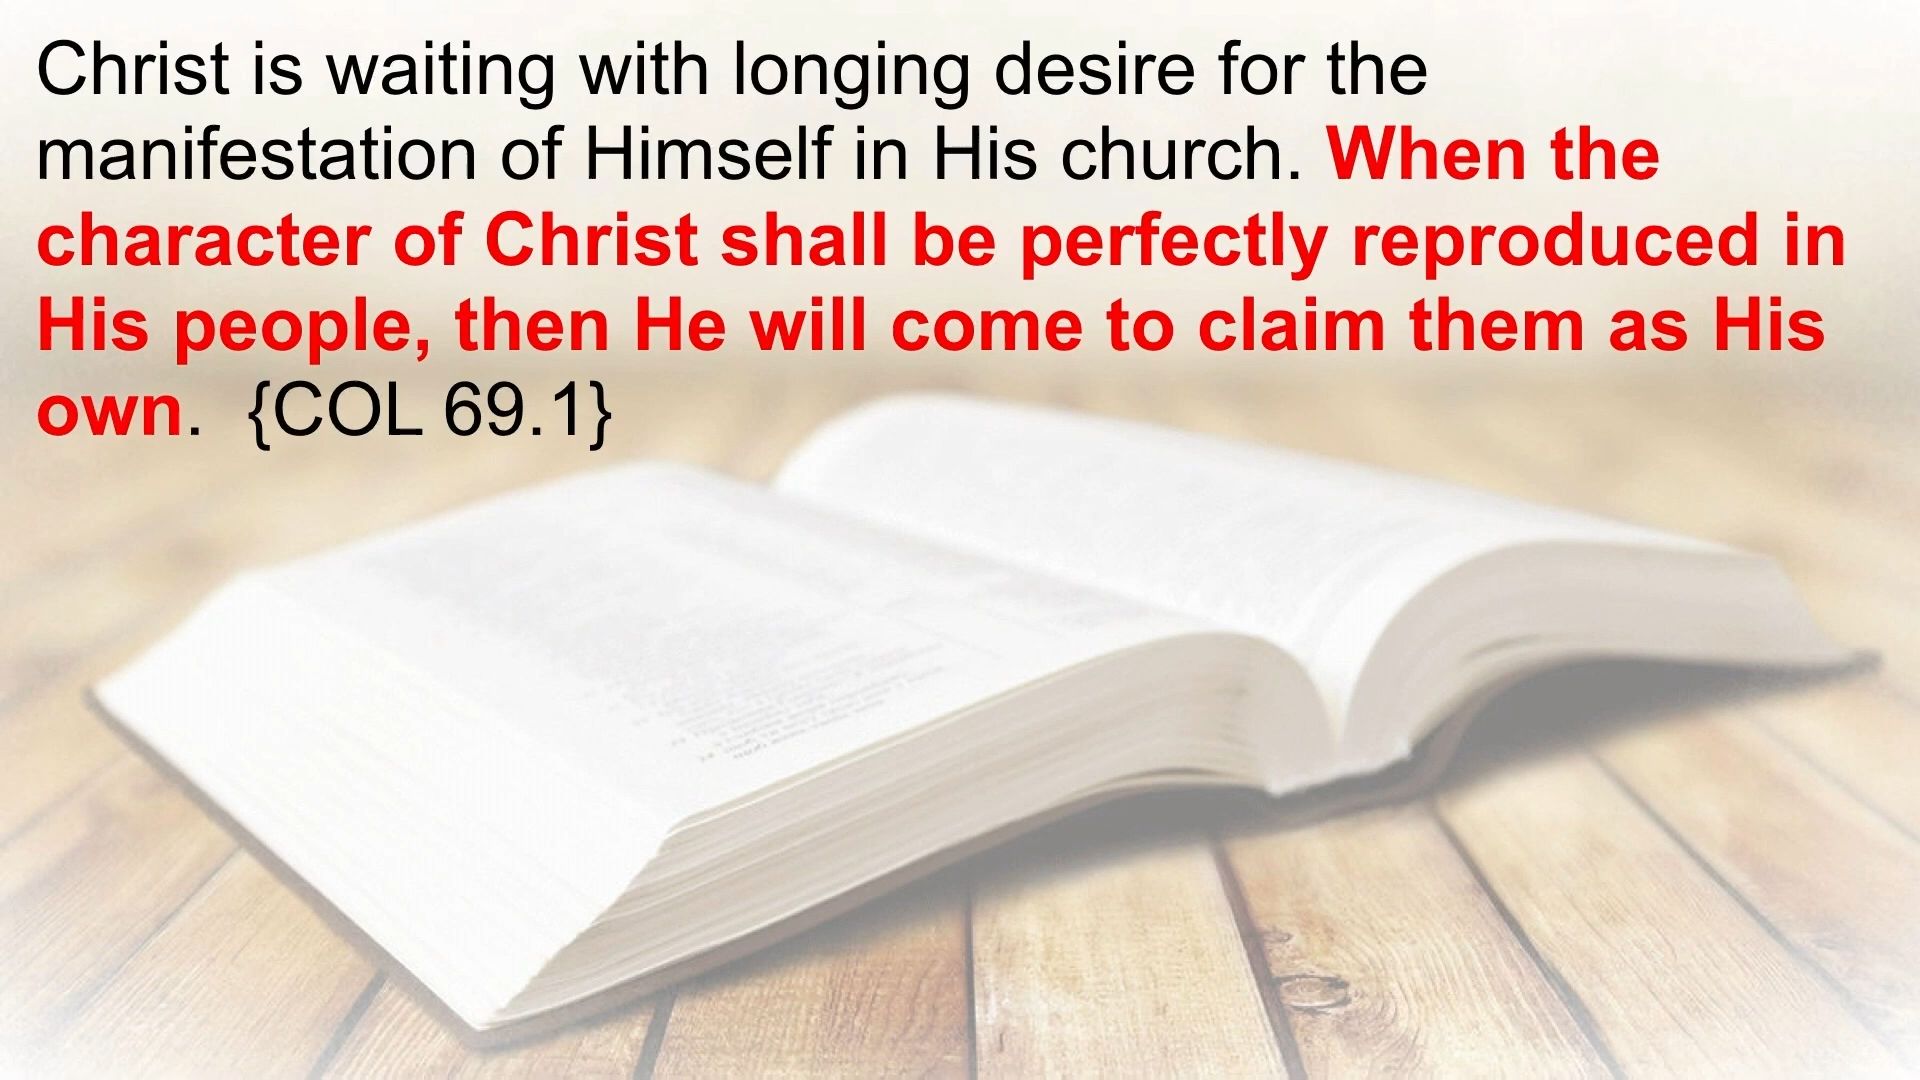 Christ is waiting with longing desire for the
manifestation of Himself in His church. When the
character of Christ shall be perfectly reproduced in
His people, then He will come to claim them as His
own.  {COL 69.1}